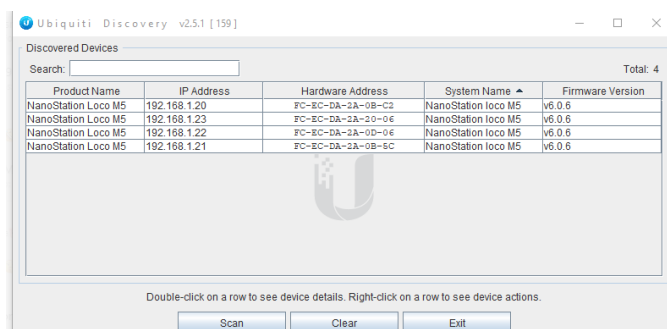 Ubiquiti Discovery v2.5.1 [159]
Discovered Devices
Search: Total: 4
Product Name IP Address Hardware Address System Name Firmware Version
NanoStation Loco M5 192.168.1.20 FC-EC-DA-2A-0B-C2 NanoStation loco M5 v6.0.6
NanoStation Loco M5 192.168.1.23 FC-EC-DA-2A-20-06 NanoStation loco M5 v6.0.6
NanoStation Loco M5 192.168.1.22 FC-EC-DA-2A-0D-06 NanoStation loco M5 v6.0.6
NanoStation Loco M5 192.168.1.21 FC-EC-DA-2A-0B-5C NanoStation loco M5 v6.0.6
Double-click on a row to see device details. Right-click on a row to see device actions.
Scan Clear Exit